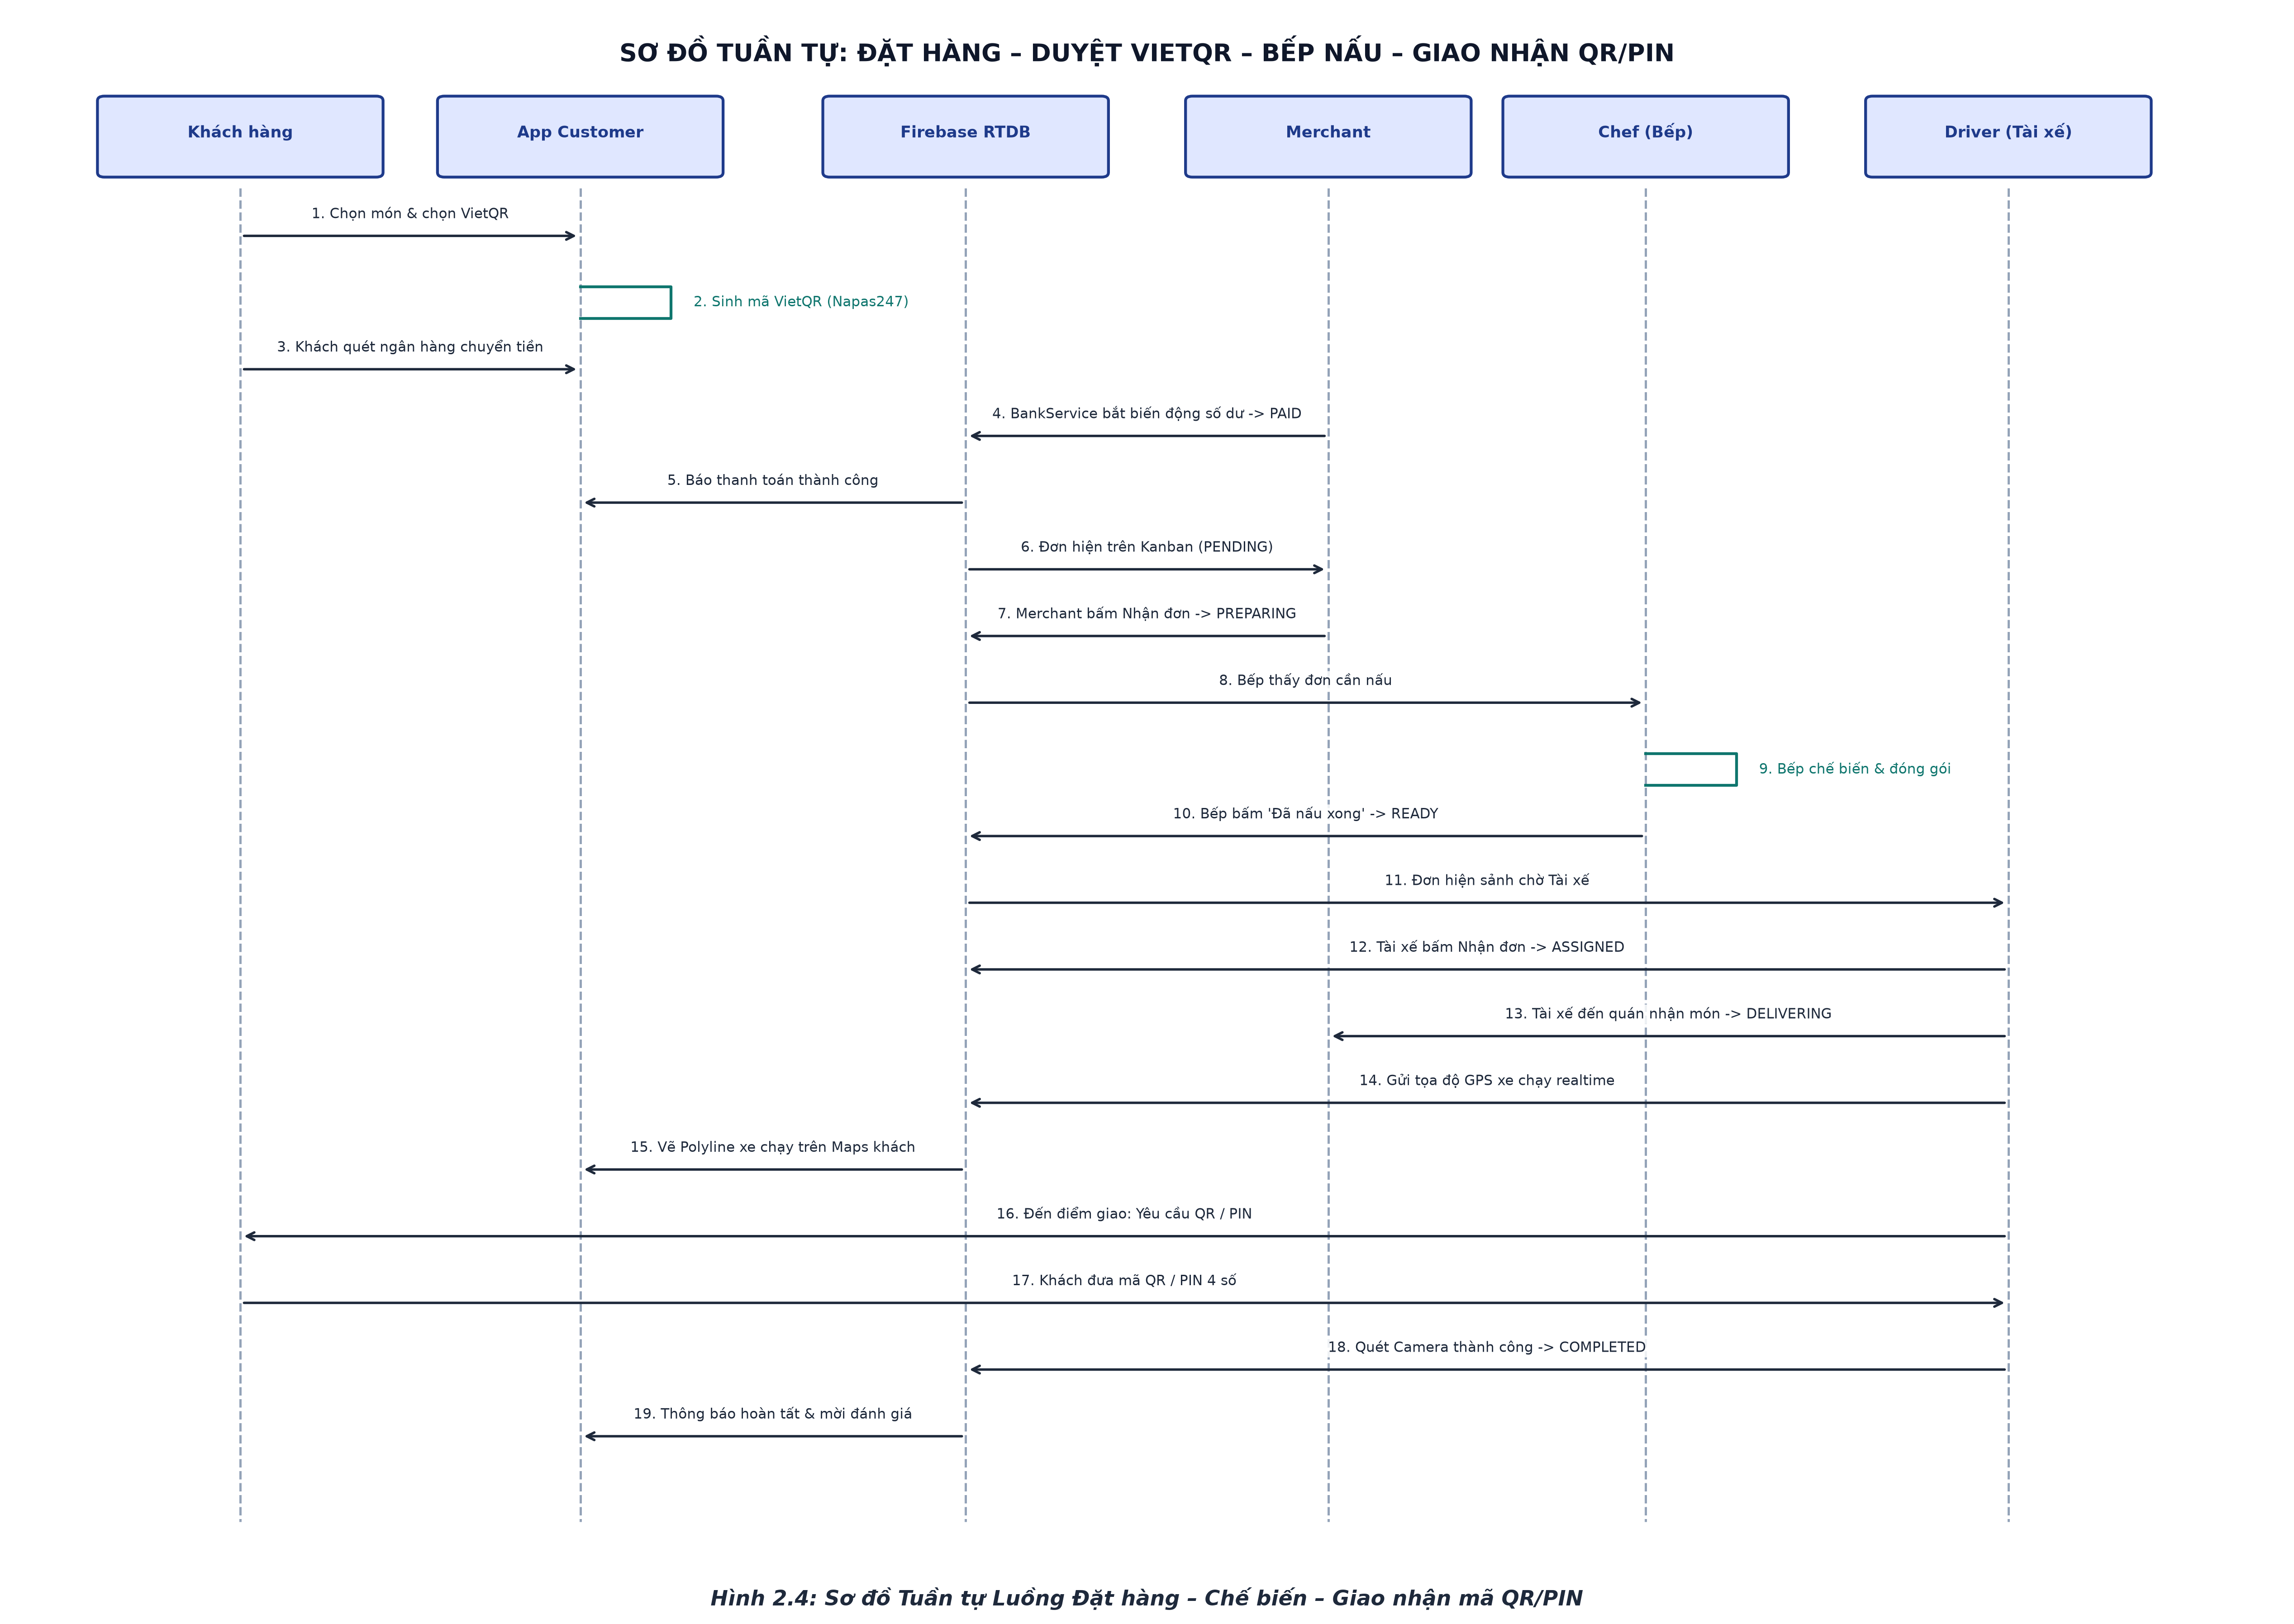 SƠ ĐỒ TUẦN TỰ: ĐẶT HÀNG – DUYỆT VIETQR – BẾP NẤU – GIAO NHẬN QR/PIN
Khách hàng
App Customer
Firebase RTDB
Merchant
Chef (Bếp)
Driver (Tài xế)
1. Chọn món & chọn VietQR
2. Sinh mã VietQR (Napas247)
3. Khách quét ngân hàng chuyển tiền
4. BankService bắt biến động số dư -> PAID
5. Báo thanh toán thành công
6. Đơn hiện trên Kanban (PENDING)
7. Merchant bấm Nhận đơn -> PREPARING
8. Bếp thấy đơn cần nấu
9. Bếp chế biến & đóng gói
10. Bếp bấm 'Đã nấu xong' -> READY
11. Đơn hiện sảnh chờ Tài xế
12. Tài xế bấm Nhận đơn -> ASSIGNED
13. Tài xế đến quán nhận món -> DELIVERING
14. Gửi tọa độ GPS xe chạy realtime
15. Vẽ Polyline xe chạy trên Maps khách
16. Đến điểm giao: Yêu cầu QR / PIN
17. Khách đưa mã QR / PIN 4 số
18. Quét Camera thành công -> COMPLETED
19. Thông báo hoàn tất & mời đánh giá
Hình 2.4: Sơ đồ Tuần tự Luồng Đặt hàng – Chế biến – Giao nhận mã QR/PIN